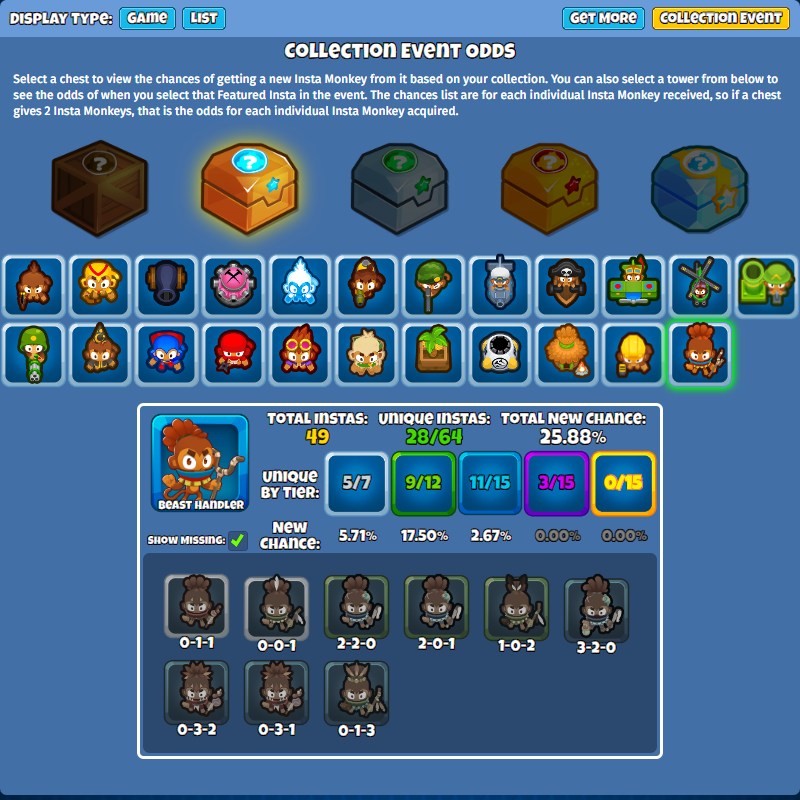 DISPLAY TYPE: GAME LIST GET MORE COLLECTION EVENT
COLLECTION EVENT ODDS
Select a chest to view the chances of getting a new Insta Monkey from it based on your collection. You can also select a tower from below to
see the odds of when you select that Featured Insta in the event. The chances list are for each individual Insta Monkey received, so if a chest
gives 2 Insta Monkeys, that is the odds for each individual Insta Monkey acquired.
? ? ? ? ?
TOTAL INSTAS: UNIQUE INSTAS: TOTAL NEW CHANCE:
49 28/64 25.88%
UNIQUE BY TIER: 5/7 9/12 11/15 3/15 0/15
BEAST HANDLER
SHOW MISSING: NEW CHANCE: 5.71% 17.50% 2.67% 0.00% 0.00%
0-1-1 0-0-1 2-2-0 2-0-1 1-0-2 3-2-0
0-3-2 0-3-1 0-1-3